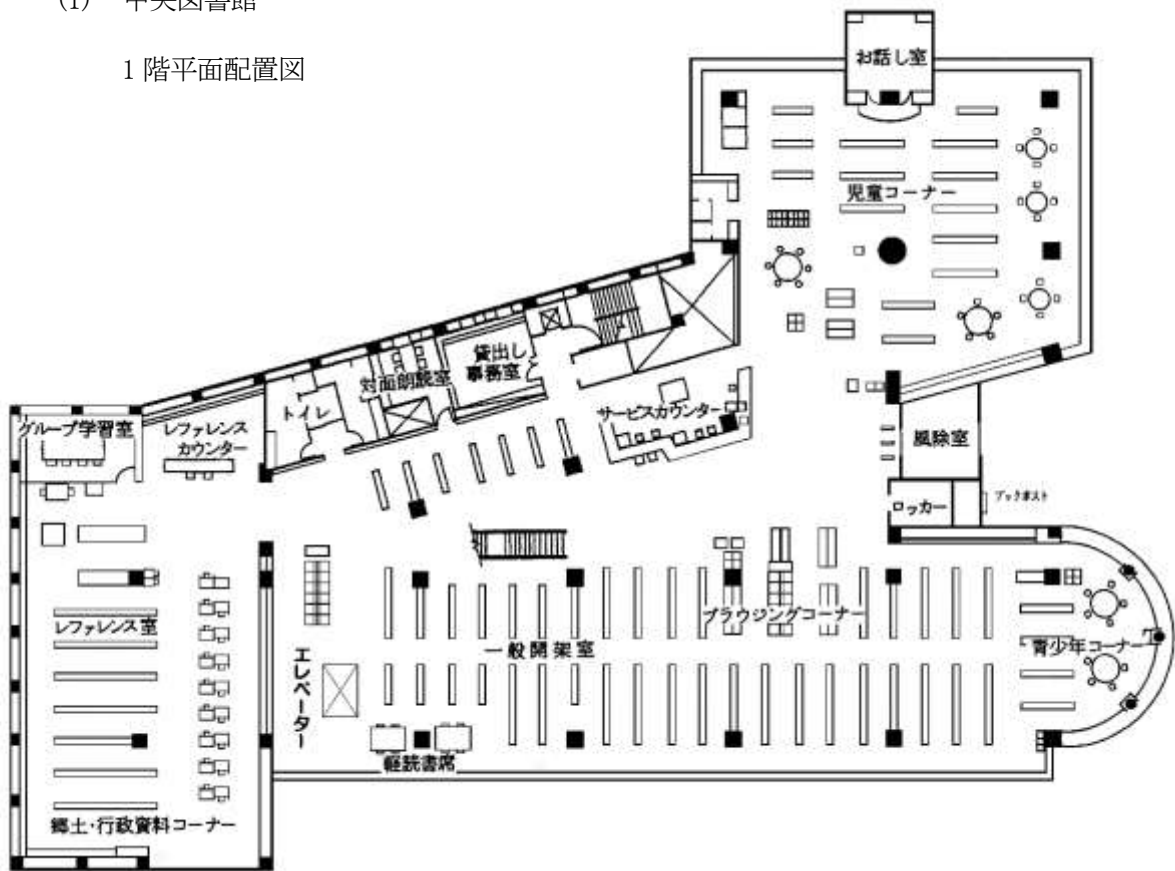 (1) 中央図書館
1階平面配置図
お話し室
児童コーナー
貸出し
事務室
対面朗読室
トイレ
サービスカウンター
グループ学習室
レファレンス
カウンター
風除室
ロッカー
ブックポスト
レファレンス室
ブラウジングコーナー
一般開架室
青少年コーナー
エレベーター
軽読書席
郷土・行政資料コーナー